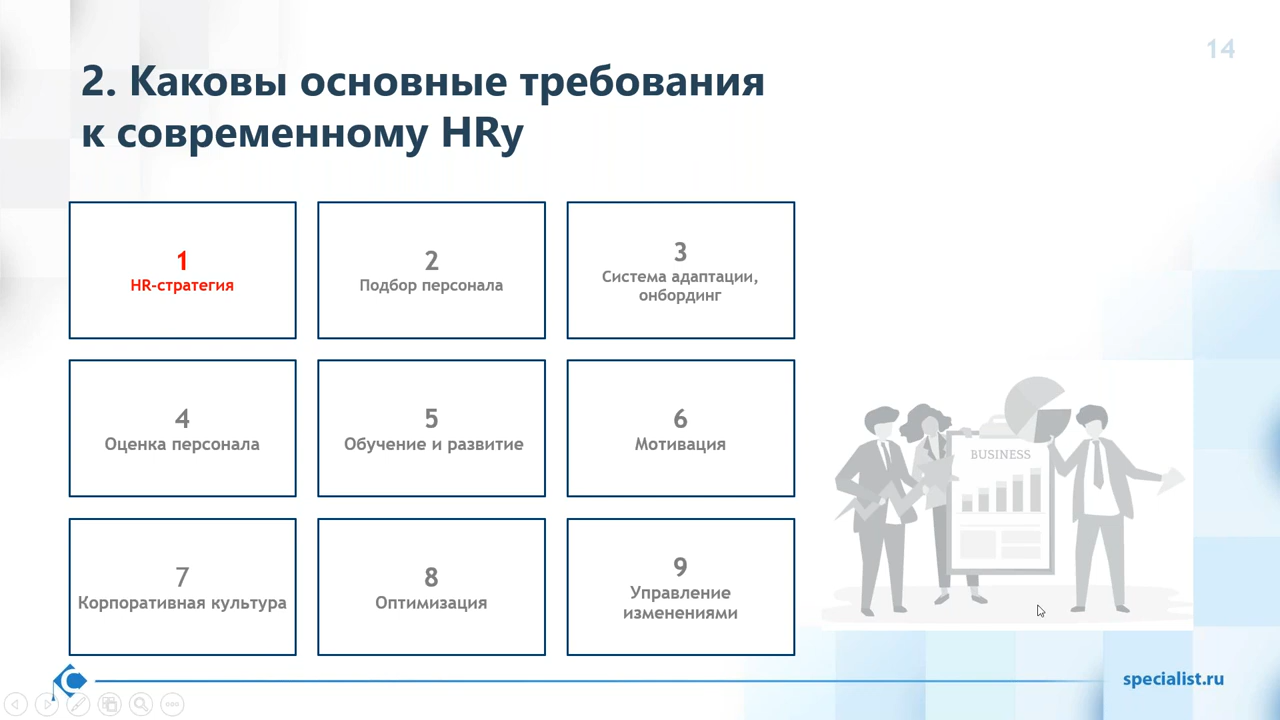 14
2. Каковы основные требования
к современному HRу
1
HR-стратегия
2
Подбор персонала
3
Система адаптации,
онбординг
4
Оценка персонала
5
Обучение и развитие
6
Мотивация
7
Корпоративная культура
8
Оптимизация
9
Управление
изменениями
BUSINESS
specialist.ru